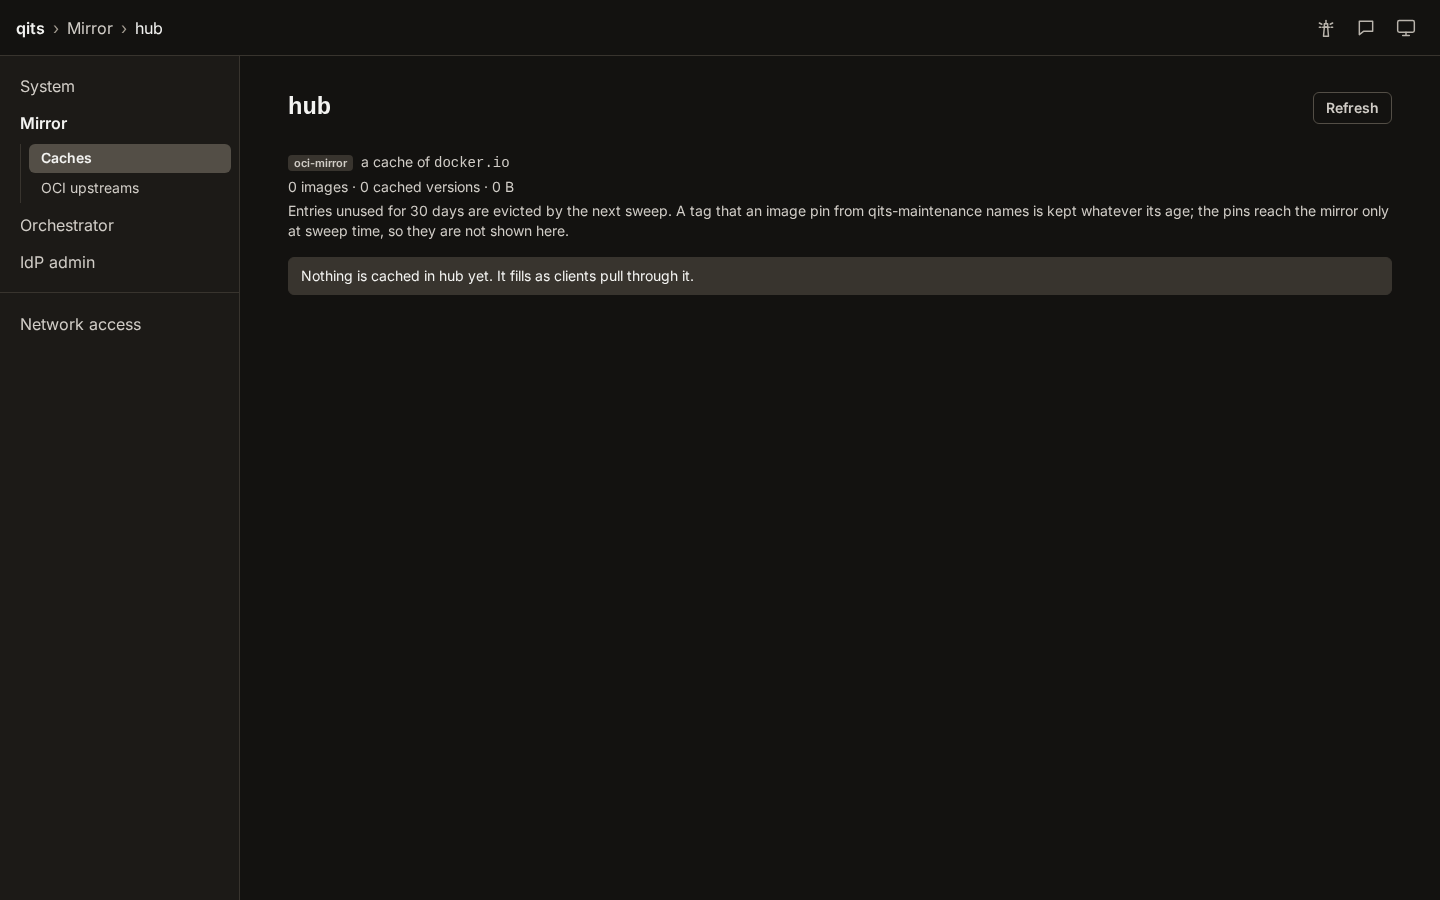 qits › Mirror › hub
System
Mirror
Caches
OCI upstreams
Orchestrator
IdP admin
Network access
hub
Refresh
oci-mirror a cache of docker.io
0 images · 0 cached versions · 0 B
Entries unused for 30 days are evicted by the next sweep. A tag that an image pin from qits-maintenance names is kept whatever its age; the pins reach the mirror only
at sweep time, so they are not shown here.
Nothing is cached in hub yet. It fills as clients pull through it.